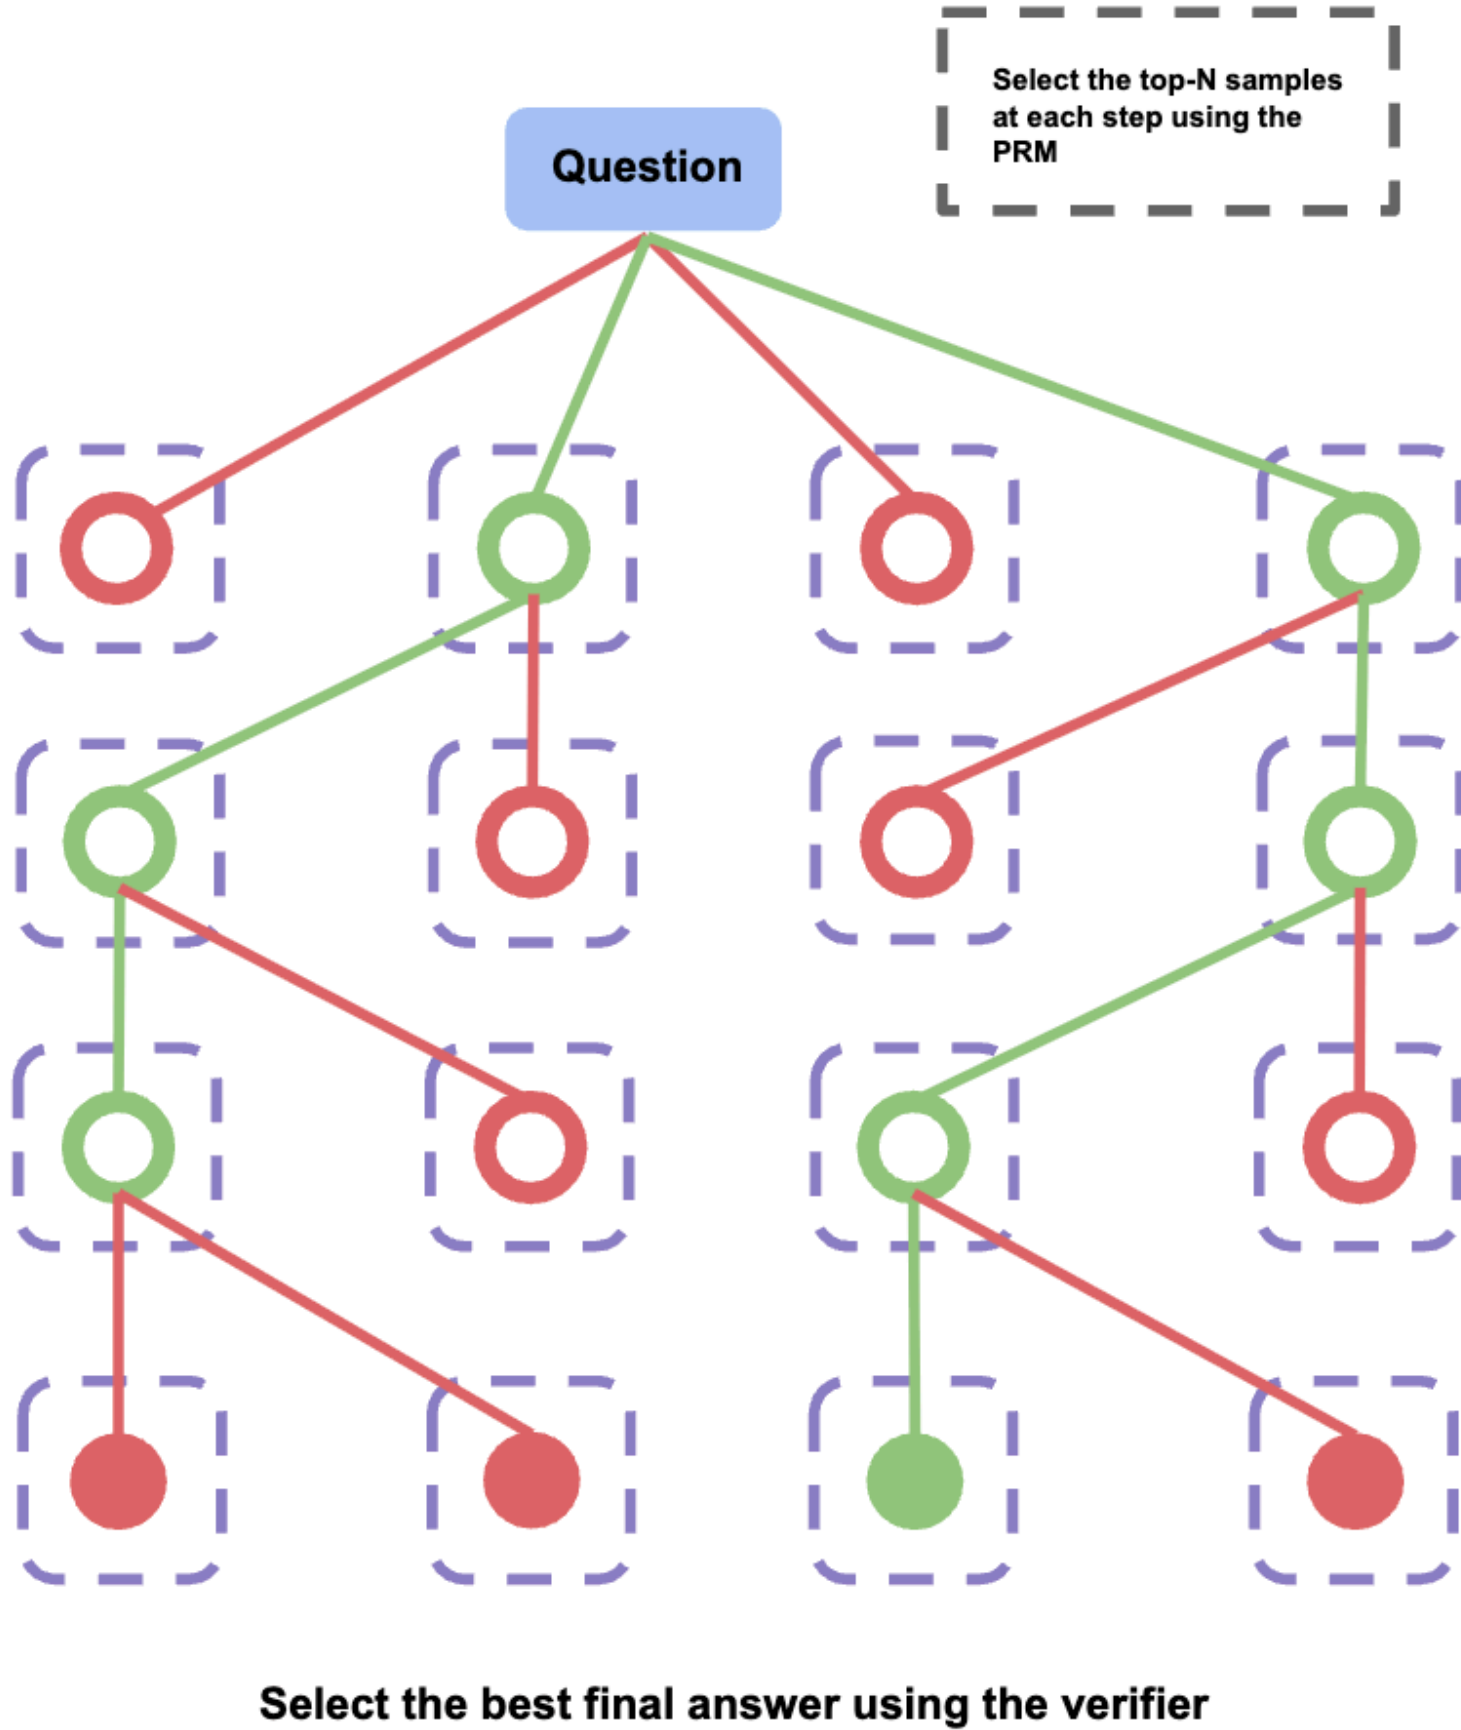 Select the top-N samples
at each step using the
PRM
Question
Select the best final answer using the verifier